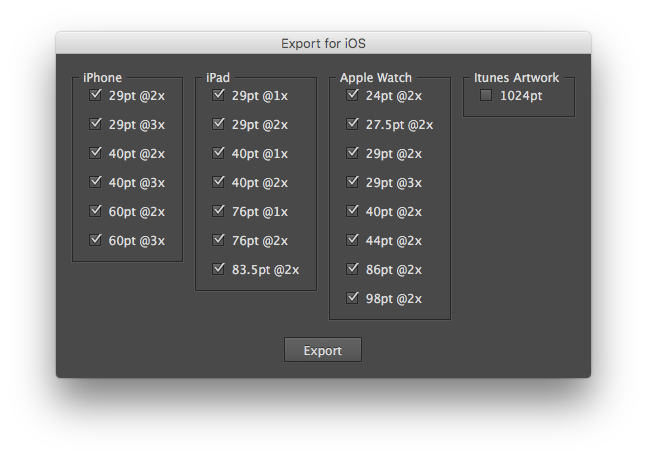 Export for iOS
iPhone
29pt @2x
29pt @3x
40pt @2x
40pt @3x
60pt @2x
60pt @3x
iPad
29pt @1x
29pt @2x
40pt @1x
40pt @2x
76pt @1x
76pt @2x
83.5pt @2x
Apple Watch
24pt @2x
27.5pt @2x
29pt @2x
29pt @3x
40pt @2x
44pt @2x
86pt @2x
98pt @2x
Itunes Artwork
1024pt
Export